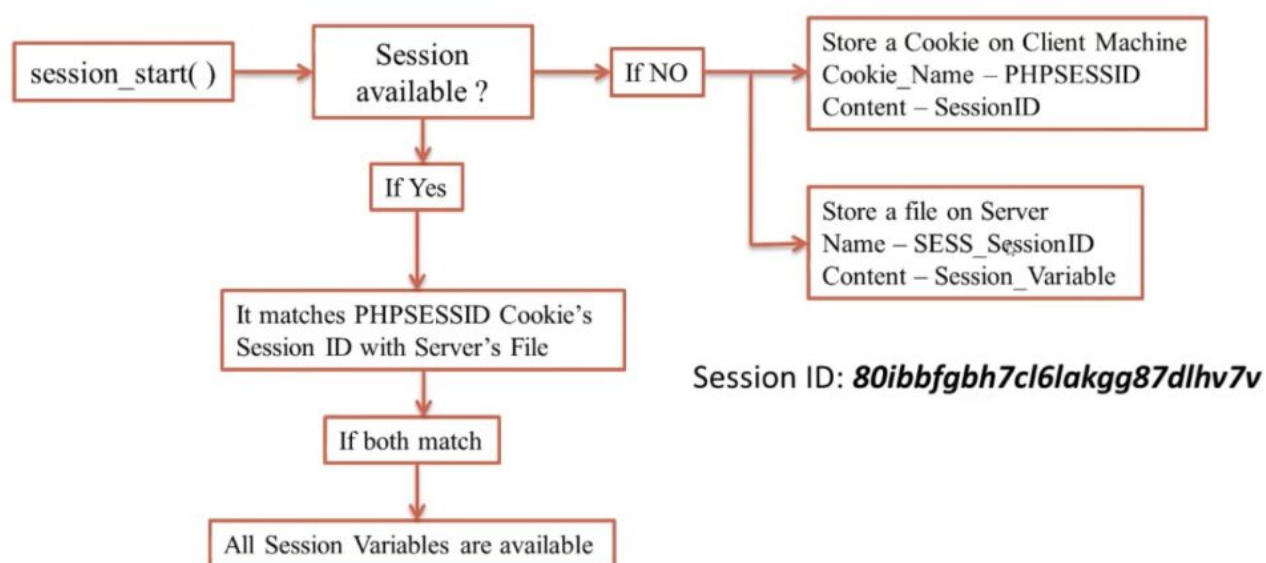 session_start( )
Session
available ?
If NO
Store a Cookie on Client Machine
Cookie_Name – PHPSESSID
Content – SessionID
If Yes
Store a file on Server
Name – SESS_SessionID
Content – Session_Variable
It matches PHPSESSID Cookie's
Session ID with Server's File
Session ID: 80ibbfgbh7cl6lakgg87dlhv7v
If both match
All Session Variables are available